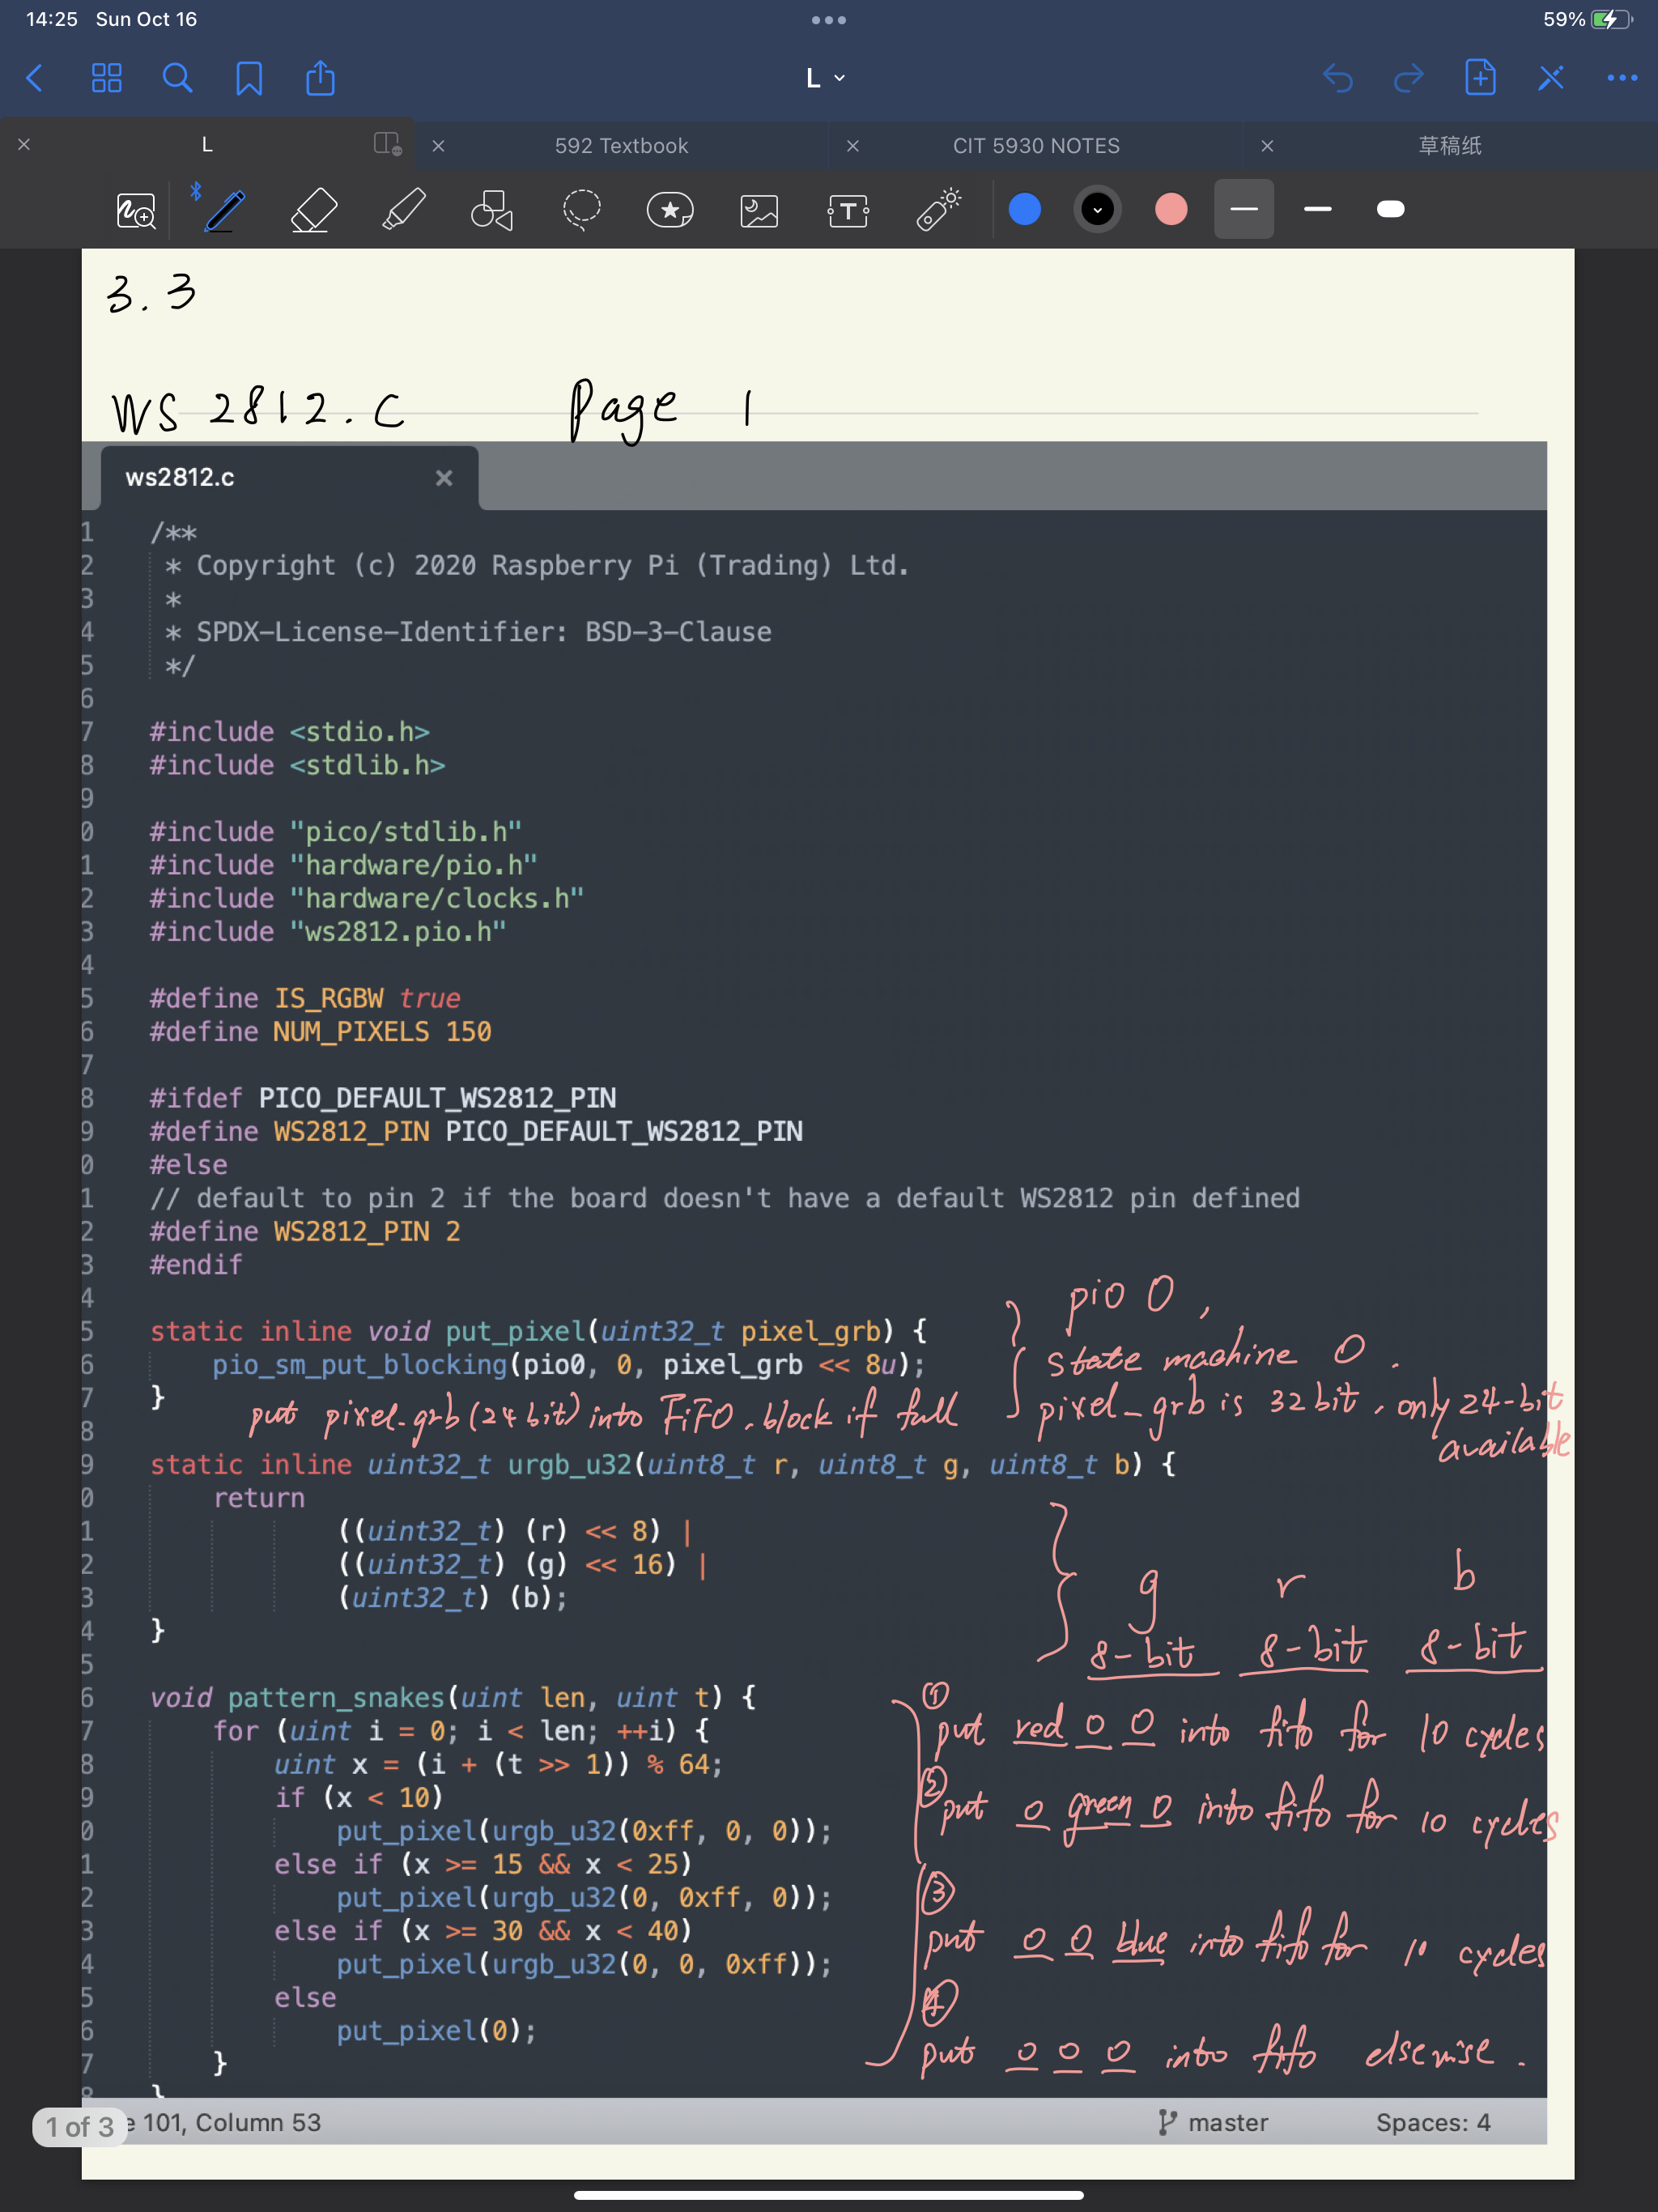 14:25 Sun Oct 16
59%
L
L
592 Textbook
CIT 5930 NOTES
草稿纸
3.3
WS 2812.C Page 1
ws2812.c
1 /**
2 * Copyright (c) 2020 Raspberry Pi (Trading) Ltd.
3 *
4 * SPDX-License-Identifier: BSD-3-Clause
5 */
6
7 #include <stdio.h>
8 #include <stdlib.h>
9
0 #include "pico/stdlib.h"
1 #include "hardware/pio.h"
2 #include "hardware/clocks.h"
3 #include "ws2812.pio.h"
4
5 #define IS_RGBW true
6 #define NUM_PIXELS 150
7
8 #ifdef PICO_DEFAULT_WS2812_PIN
9 #define WS2812_PIN PICO_DEFAULT_WS2812_PIN
0 #else
1 // default to pin 2 if the board doesn't have a default WS2812 pin defined
2 #define WS2812_PIN 2
3 #endif
4
pio 0,
5 static inline void put_pixel(uint32_t pixel_grb) {
6 pio_sm_put_blocking(pio0, 0, pixel_grb << 8u);
state machine 0.
7 }
pixel_grb is 32 bit, only 24-bit
available
put pixel_grb (24 bit) into FiFO. block if full
8
9 static inline uint32_t urgb_u32(uint8_t r, uint8_t g, uint8_t b) {
0 return
1 ((uint32_t) (r) << 8) |
2 ((uint32_t) (g) << 16) |
3 (uint32_t) (b);
4 }
g r b
8-bit 8-bit 8-bit
5
6 void pattern_snakes(uint len, uint t) {
7 for (uint i = 0; i < len; ++i) {
8 uint x = (i + (t >> 1)) % 64;
9 if (x < 10)
0 put_pixel(urgb_u32(0xff, 0, 0));
1 else if (x >= 15 && x < 25)
2 put_pixel(urgb_u32(0, 0xff, 0));
3 else if (x >= 30 && x < 40)
4 put_pixel(urgb_u32(0, 0, 0xff));
5 else
6 put_pixel(0);
7 }
8 }
①
put red 0 0 into fifo for 10 cycles
②
put 0 green 0 into fifo for 10 cycles
③
put 0 0 blue into fifo for 10 cycles
④
put 0 0 0 into fifo elsewise.
1 of 3
e 101, Column 53
master
Spaces: 4